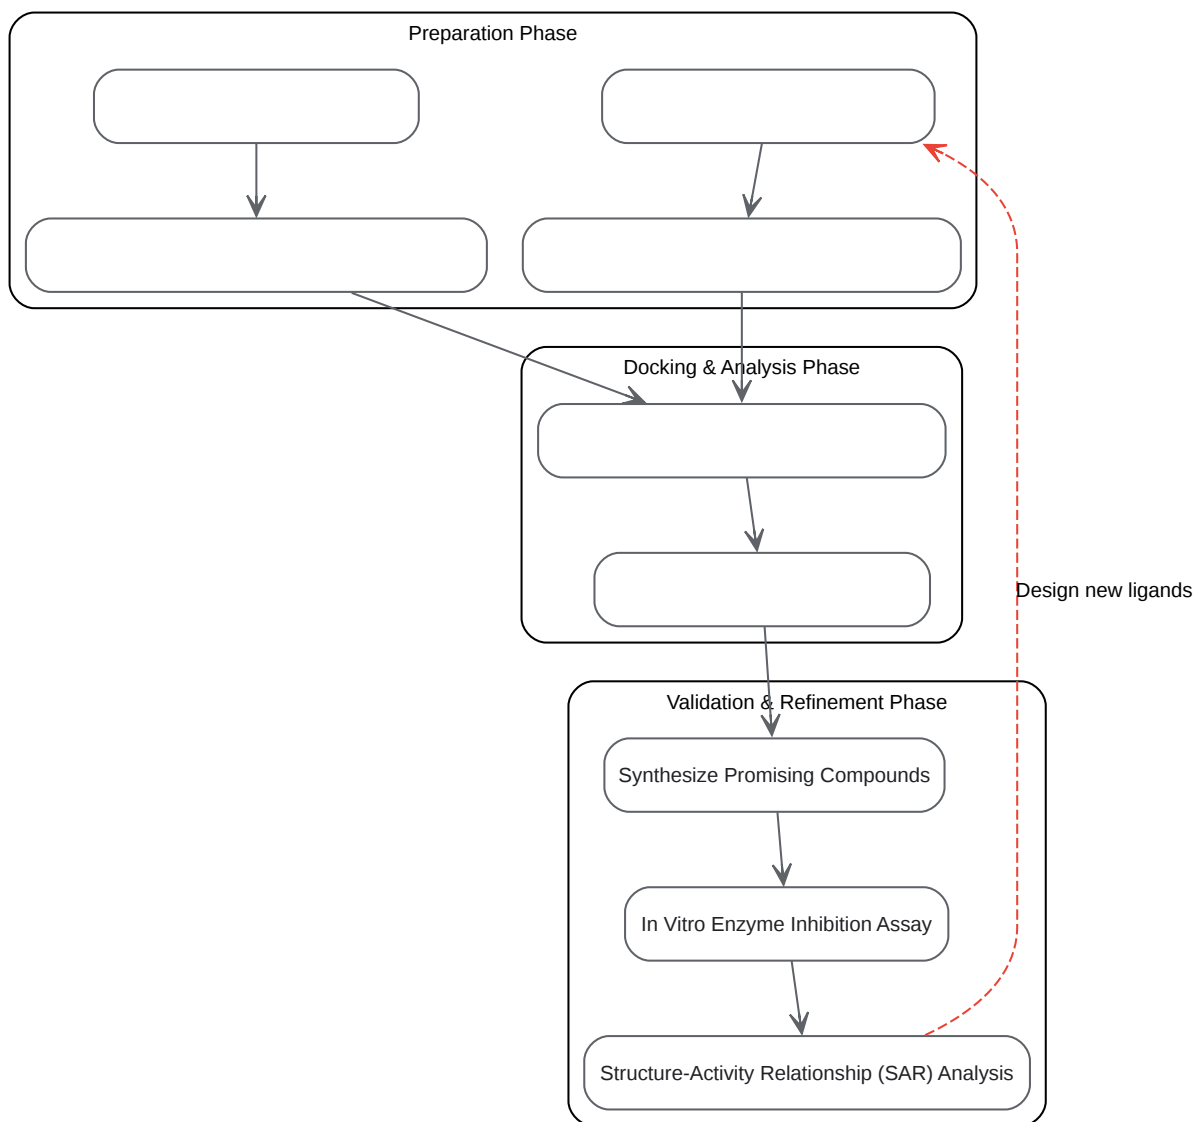 Preparation Phase
Docking & Analysis Phase
Design new ligands
Validation & Refinement Phase
Synthesize Promising Compounds
In Vitro Enzyme Inhibition Assay
Structure-Activity Relationship (SAR) Analysis